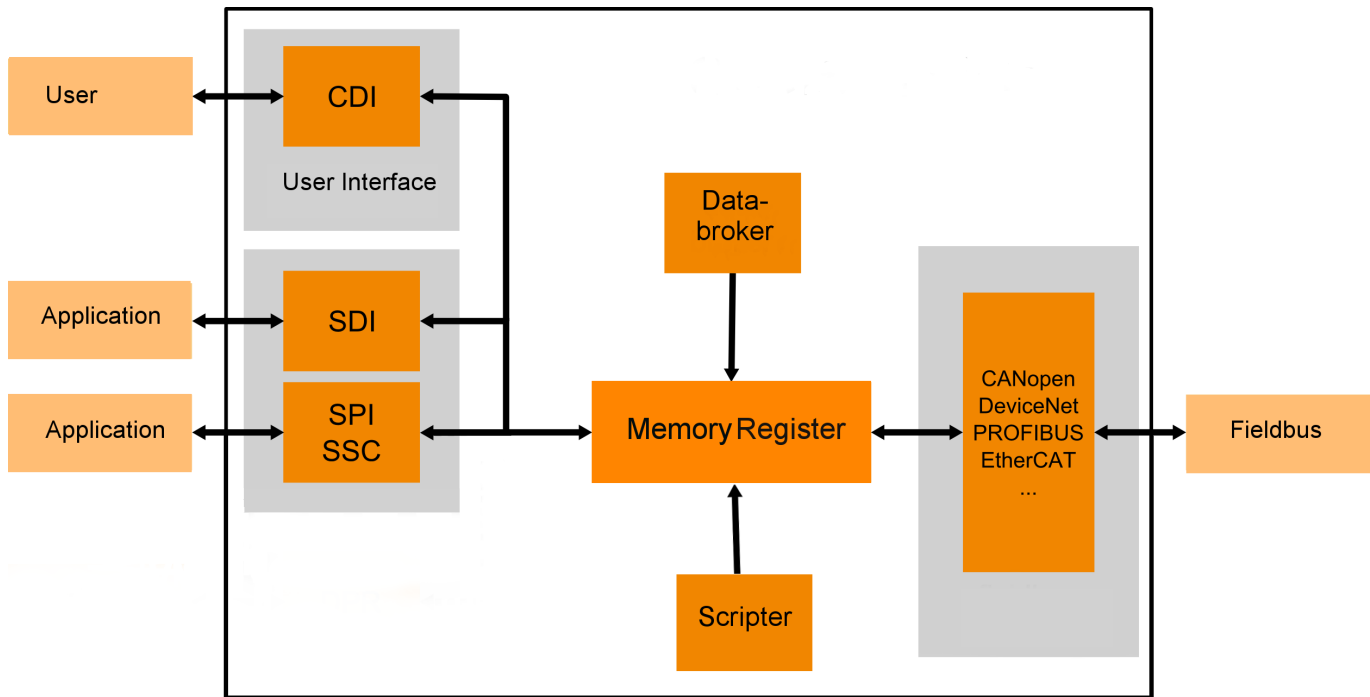 User
CDI
User Interface
Application
SDI
Application
SPI
SSC
Data-
broker
Memory Register
Scripter
CANopen
DeviceNet
PROFIBUS
EtherCAT
...
Fieldbus